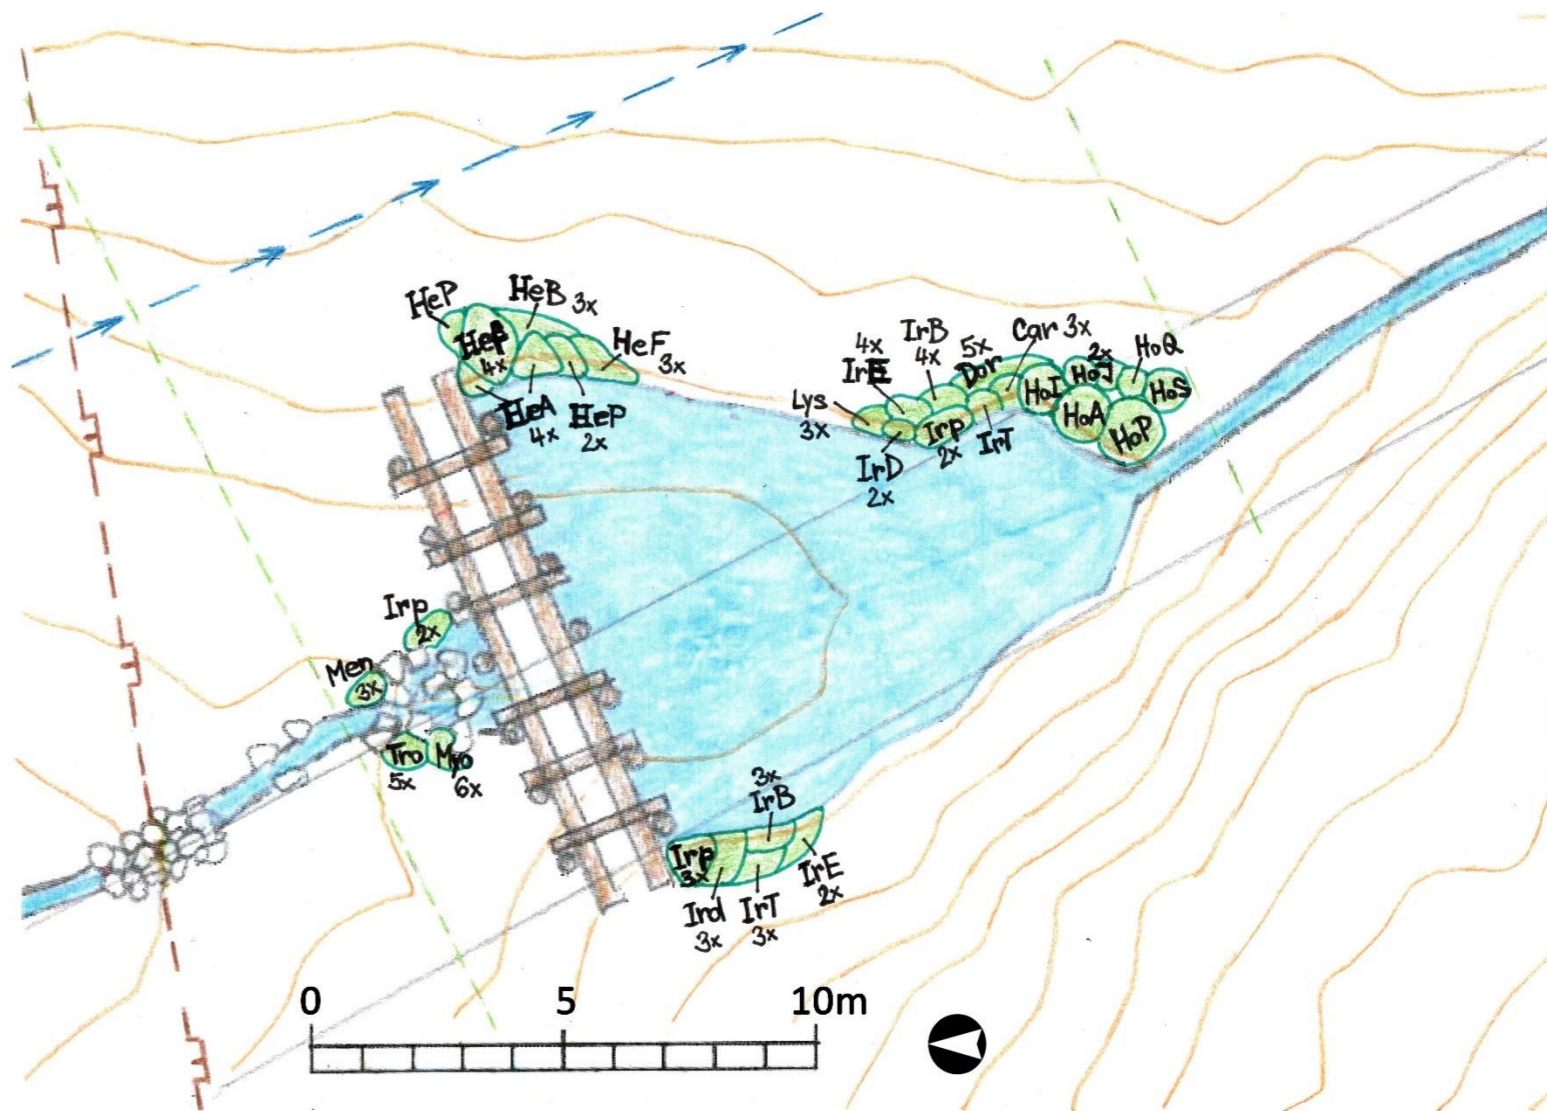 HeP
HeB 3x
4x
HeF
3x
HeA
4x
HeP
2x
4x
IrE
IrB
4x
5x
Dor
Car 3x
2x
HoJ
HoQ
HoS
HoI
HoA
HoP
Lys
3x
IrD
2x
Irp
2x
IrT
Irp
2x
Men
3x
Tro
5x
Myo
6x
3x
IrB
Irp
3x
Ird
3x
IrT
3x
IrE
2x
0 5 10m